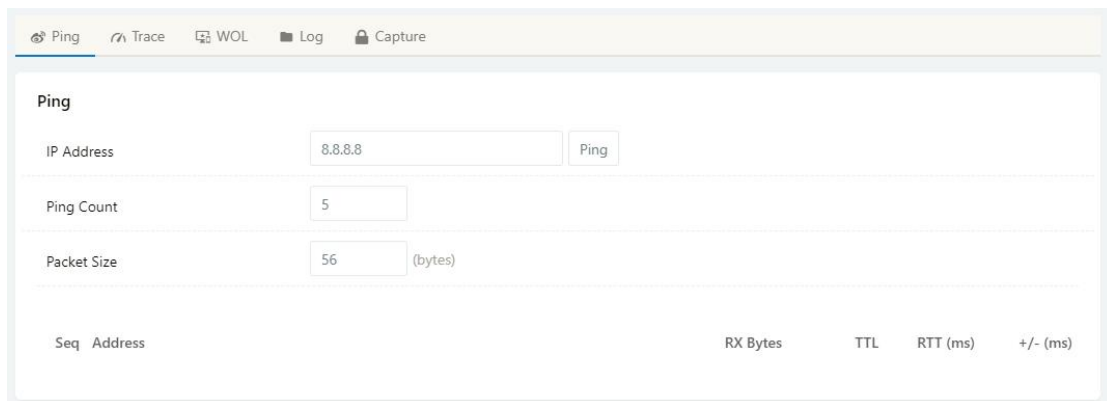 Ping Trace WOL Log Capture
Ping
IP Address 8.8.8.8 Ping
Ping Count 5
Packet Size 56 (bytes)
Seq Address RX Bytes TTL RTT (ms) +/- (ms)